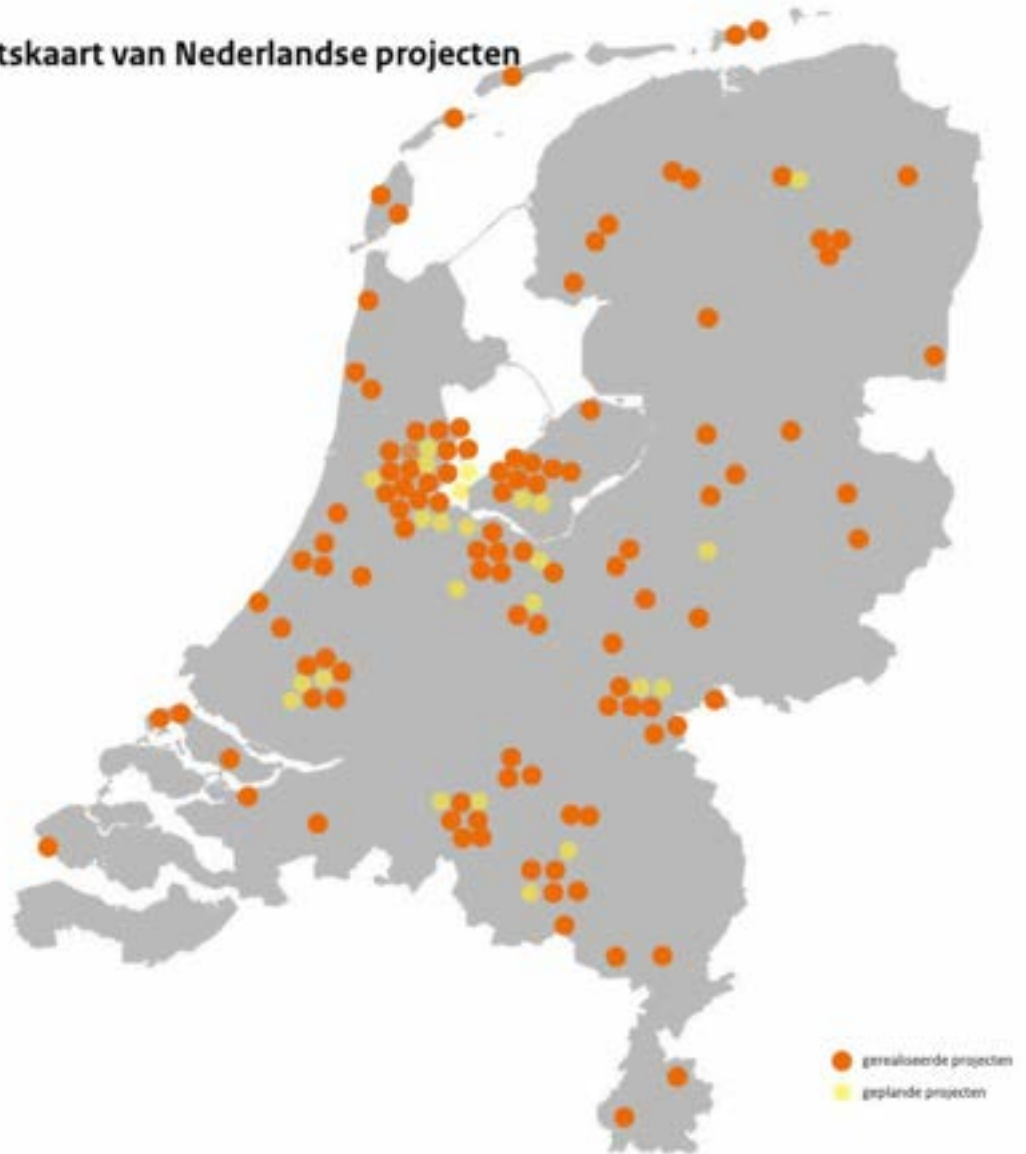 tskaart van Nederlandse projecten
gerealiseerde projecten
geplande projecten